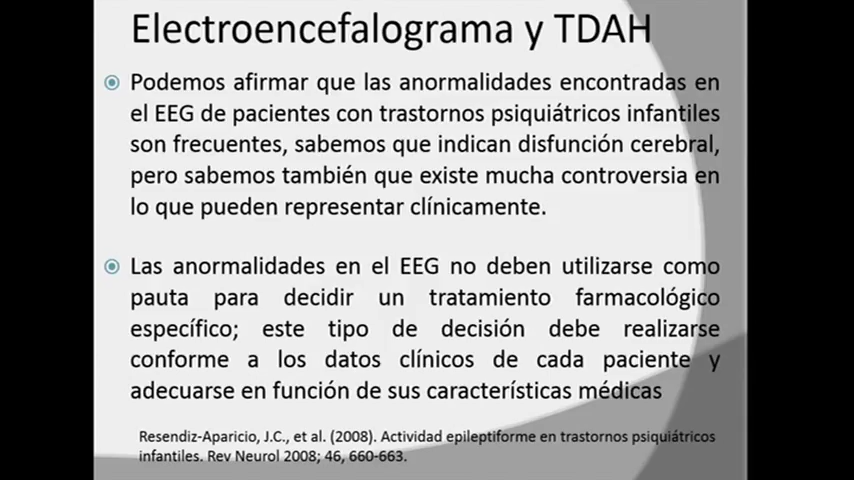 Electroencefalograma y TDAH
Podemos afirmar que las anormalidades encontradas en
el EEG de pacientes con trastornos psiquiátricos infantiles
son frecuentes, sabemos que indican disfunción cerebral,
pero sabemos también que existe mucha controversia en
lo que pueden representar clínicamente.
Las anormalidades en el EEG no deben utilizarse como
pauta para decidir un tratamiento farmacológico
específico; este tipo de decisión debe realizarse
conforme a los datos clínicos de cada paciente y
adecuarse en función de sus características médicas
Resendiz-Aparicio, J.C., et al. (2008). Actividad epileptiforme en trastornos psiquiátricos
infantiles. Rev Neurol 2008; 46, 660-663.